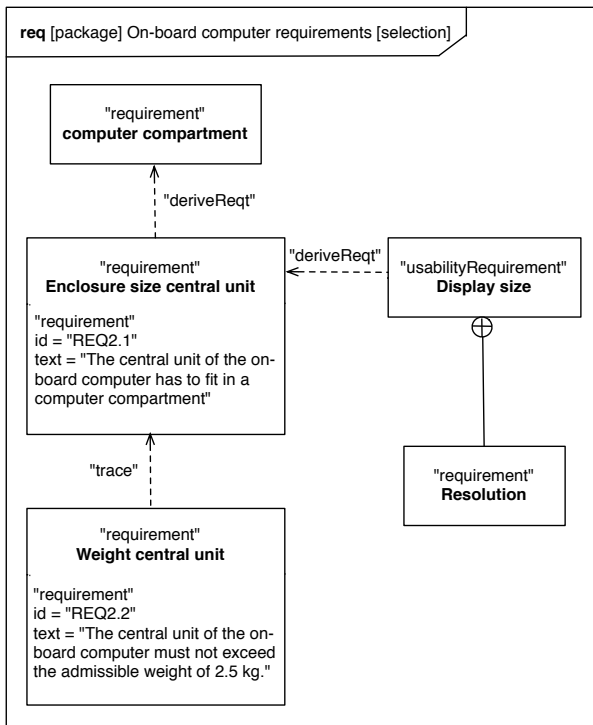 req [package] On-board computer requirements [selection]
"requirement"
computer compartment
"deriveReqt"
"requirement"
Enclosure size central unit
"requirement"
id = "REQ2.1"
text = "The central unit of the on-
board computer has to fit in a
computer compartment"
"deriveReqt"
"usabilityRequirement"
Display size
"trace"
"requirement"
Resolution
"requirement"
Weight central unit
"requirement"
id = "REQ2.2"
text = "The central unit of the on-
board computer must not exceed
the admissible weight of 2.5 kg."